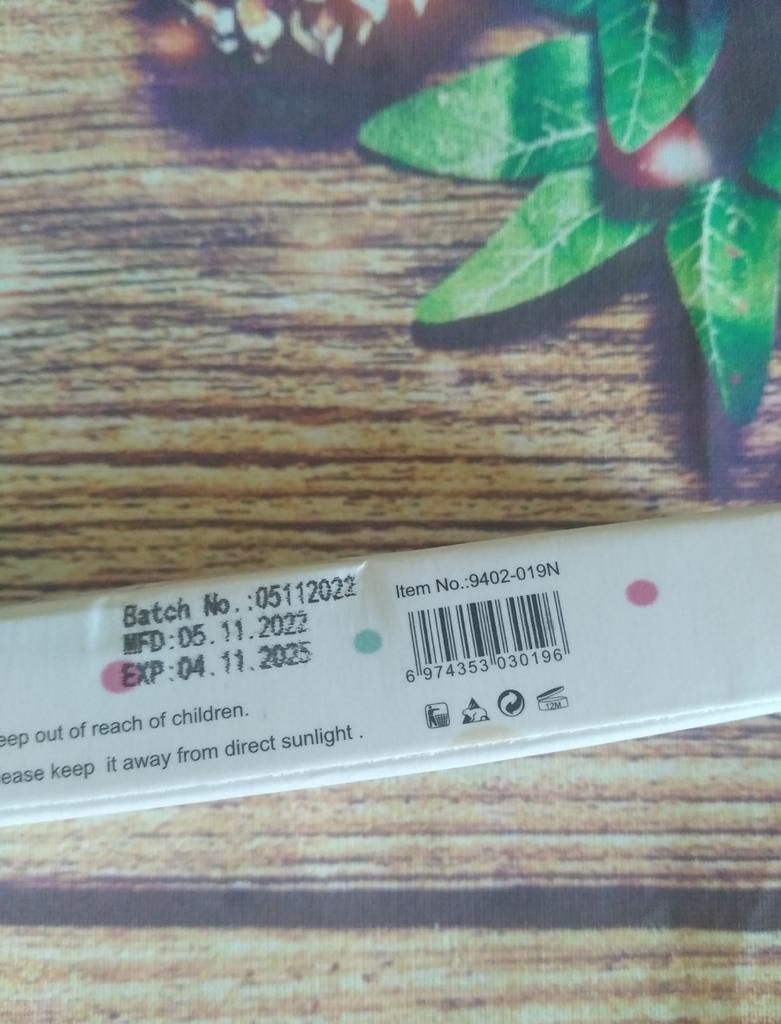 Batch No.:05112022
MFD:05.11.2022
EXP:04.11.2025
eep out of reach of children.
ease keep it away from direct sunlight .
Item No.:9402-019N
6 974353 030196
12M